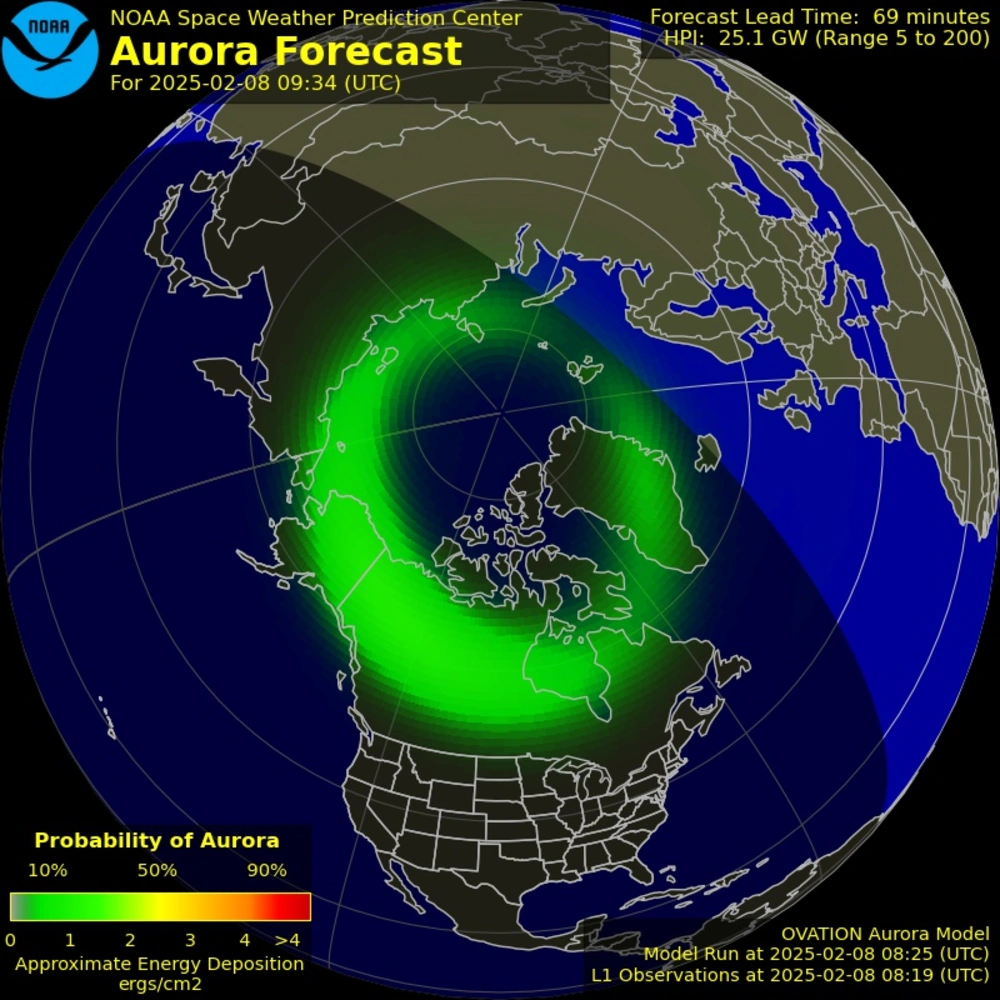 NOAA
NOAA Space Weather Prediction Center
Aurora Forecast
For 2025-02-08 09:34 (UTC)
Forecast Lead Time: 69 minutes
HPI: 25.1 GW (Range 5 to 200)
Probability of Aurora
10% 50% 90%
0 1 2 3 4 >4
Approximate Energy Deposition
ergs/cm2
OVATION Aurora Model
Model Run at 2025-02-08 08:25 (UTC)
L1 Observations at 2025-02-08 08:19 (UTC)